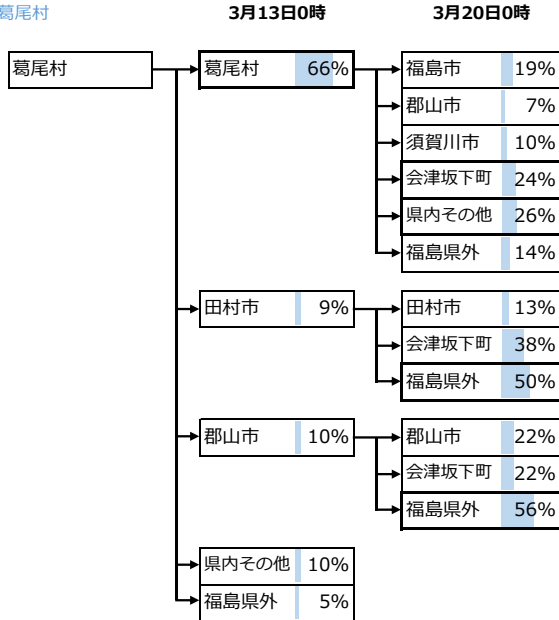 葛尾村
3月13日0時 3月20日0時
葛尾村 葛尾村 66% 福島市 19%
郡山市 7%
須賀川市 10%
会津坂下町 24%
県内その他 26%
福島県外 14%
田村市 9% 田村市 13%
会津坂下町 38%
福島県外 50%
郡山市 10% 郡山市 22%
会津坂下町 22%
福島県外 56%
県内その他 10%
福島県外 5%